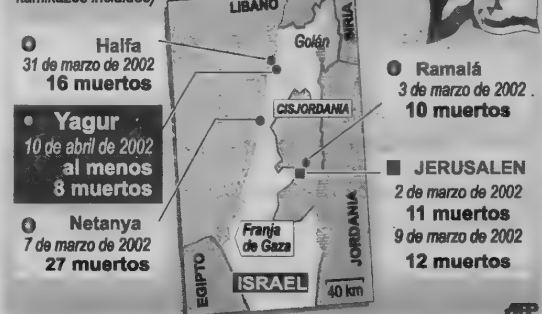 kamikazes incluidos)
Haifa
31 de marzo de 2002
16 muertos
Yagur
10 de abril de 2002
al menos
8 muertos
Netanya
7 de marzo de 2002
27 muertos
LIBANO
SIRIA
Golán
CISJORDANIA
Franja
de Gaza
JORDANIA
EGIPTO
ISRAEL
40 km
Ramalá
3 de marzo de 2002
10 muertos
JERUSALEN
2 de marzo de 2002
11 muertos
9 de marzo de 2002
12 muertos
AFP